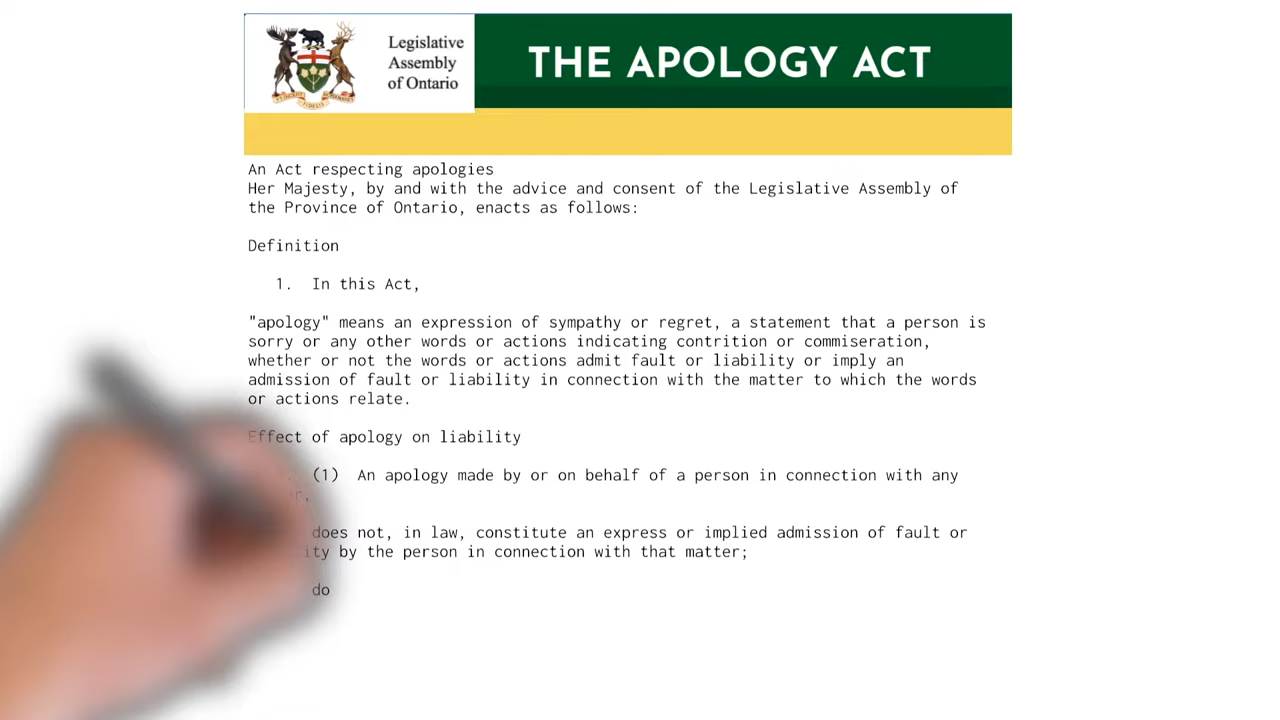 Legislative
Assembly
of Ontario
THE APOLOGY ACT
An Act respecting apologies
Her Majesty, by and with the advice and consent of the Legislative Assembly of
the Province of Ontario, enacts as follows:
Definition
1. In this Act,
"apology" means an expression of sympathy or regret, a statement that a person is
sorry or any other words or actions indicating contrition or commiseration,
whether or not the words or actions admit fault or liability or imply an
admission of fault or liability in connection with the matter to which the words
or actions relate.
Effect of apology on liability
(1) An apology made by or on behalf of a person in connection with any
does not, in law, constitute an express or implied admission of fault or
by the person in connection with that matter;
do